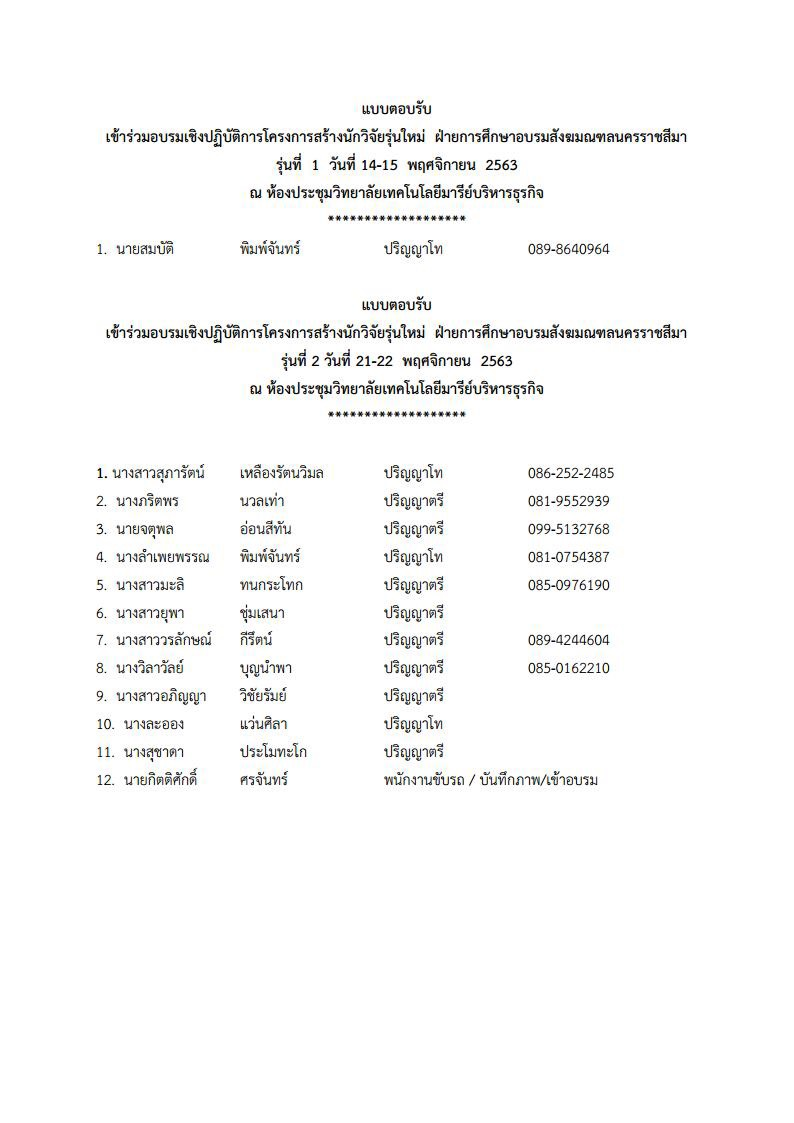 แบบตอบรับ
เข้าร่วมอบรมเชิงปฏิบัติการโครงการสร้างนักวิจัยรุ่นใหม่ ฝ่ายการศึกษาอบรมสังฆมณฑลนครราชสีมา
รุ่นที่ 1 วันที่ 14-15 พฤศจิกายน 2563
ณ ห้องประชุมวิทยาลัยเทคโนโลยีมารีย์บริหารธุรกิจ
*******************
1. นายสมบัติ พิมพ์จันทร์ ปริญญาโท 089-8640964
แบบตอบรับ
เข้าร่วมอบรมเชิงปฏิบัติการโครงการสร้างนักวิจัยรุ่นใหม่ ฝ่ายการศึกษาอบรมสังฆมณฑลนครราชสีมา
รุ่นที่ 2 วันที่ 21-22 พฤศจิกายน 2563
ณ ห้องประชุมวิทยาลัยเทคโนโลยีมารีย์บริหารธุรกิจ
*******************
1. นางสาวสุภารัตน์ เหลืองรัตนวิมล ปริญญาโท 086-252-2485
2. นางภริตพร นวลเท่า ปริญญาตรี 081-9552939
3. นายจตุพล อ่อนสีทัน ปริญญาตรี 099-5132768
4. นางลำเพยพรรณ พิมพ์จันทร์ ปริญญาโท 081-0754387
5. นางสาวมะลิ ทนกระโทก ปริญญาตรี 085-0976190
6. นางสาวยุพา ชุ่มเสนา ปริญญาตรี
7. นางสาววรลักษณ์ กีรีตน์ ปริญญาตรี 089-4244604
8. นางวิลาวัลย์ บุญนำพา ปริญญาตรี 085-0162210
9. นางสาวอภิญญา วิชัยรัมย์ ปริญญาตรี
10. นางละออง แว่นศิลา ปริญญาโท
11. นางสุชาดา ประโมทะโก ปริญญาตรี
12. นายกิตติศักดิ์ ศรจันทร์ พนักงานขับรถ / บันทึกภาพ/เข้าอบรม